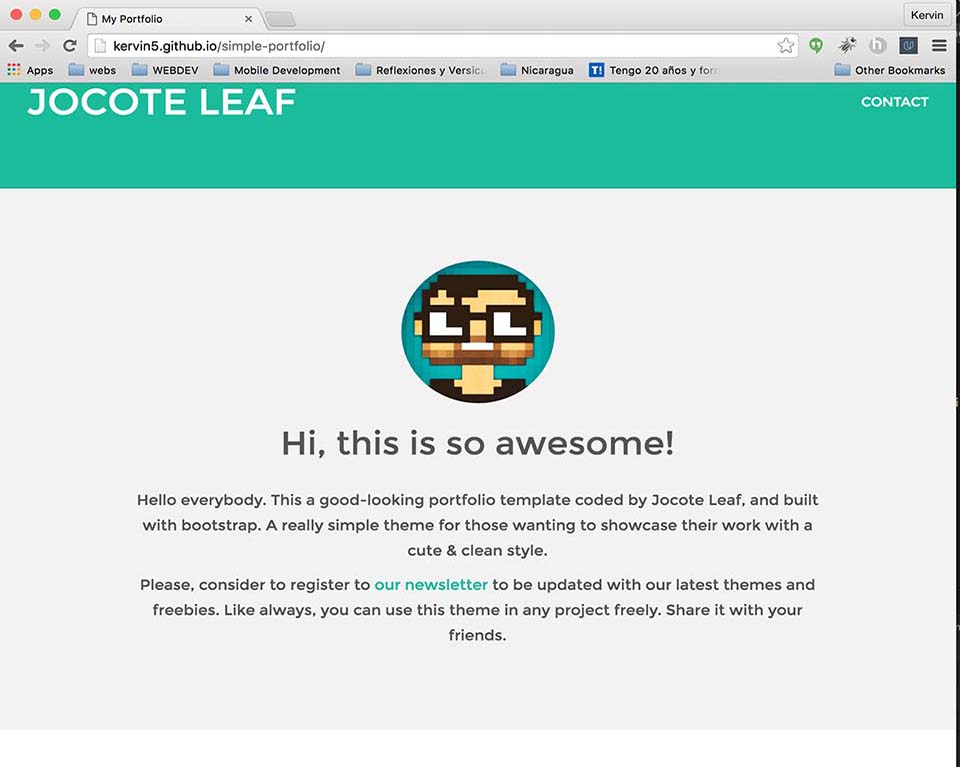 My Portfolio
Kervin
kervin5.github.io/simple-portfolio/
Apps webs WEBDEV Mobile Development Reflexiones y Nicaragua Tengo 20 años y Other Bookmarks
JOCOTE LEAF
CONTACT
Hi, this is so awesome!
Hello everybody. This a good-looking portfolio template coded by Jocote Leaf, and built
with bootstrap. A really simple theme for those wanting to showcase their work with a
cute & clean style.
Please, consider to register to our newsletter to be updated with our latest themes and
freebies. Like always, you can use this theme in any project freely. Share it with your
friends.